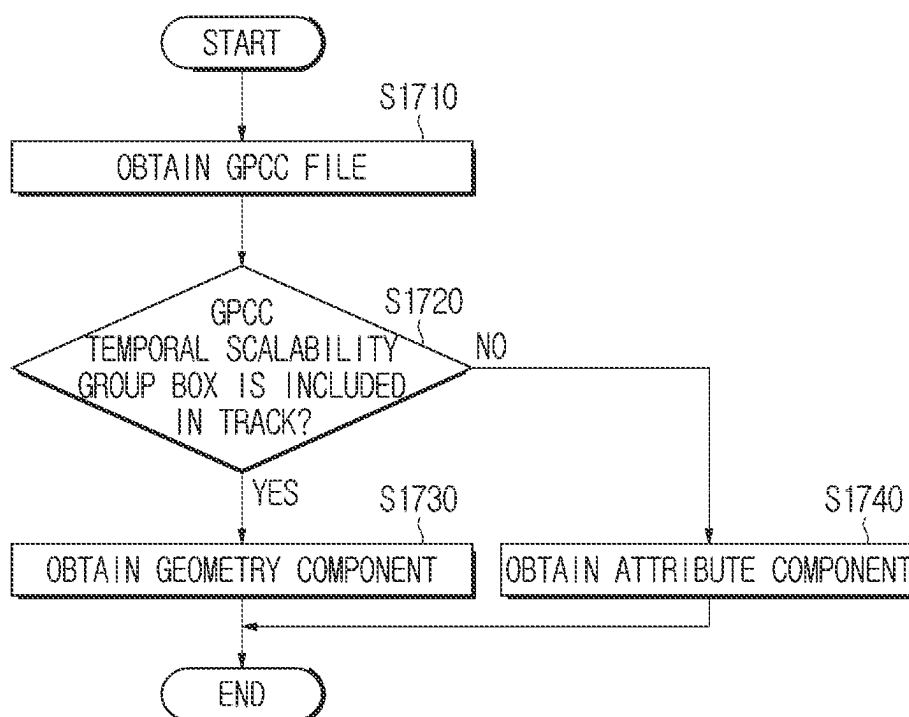 START
S1710
OBTAIN GPCC FILE
S1720
GPCC
TEMPORAL SCALABILITY
GROUP BOX IS INCLUDED
IN TRACK?
NO
YES
S1730
OBTAIN GEOMETRY COMPONENT
S1740
OBTAIN ATTRIBUTE COMPONENT
END